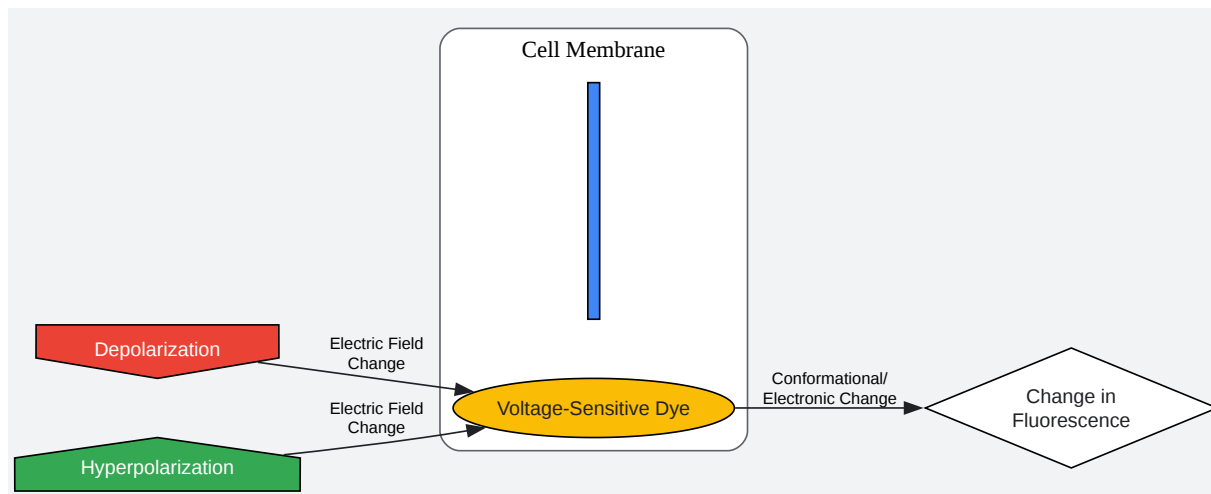 Cell Membrane
Depolarization
Electric Field
Change
Electric Field
Change
Hyperpolarization
Voltage-Sensitive Dye
Conformational/
Electronic Change
Change in
Fluorescence